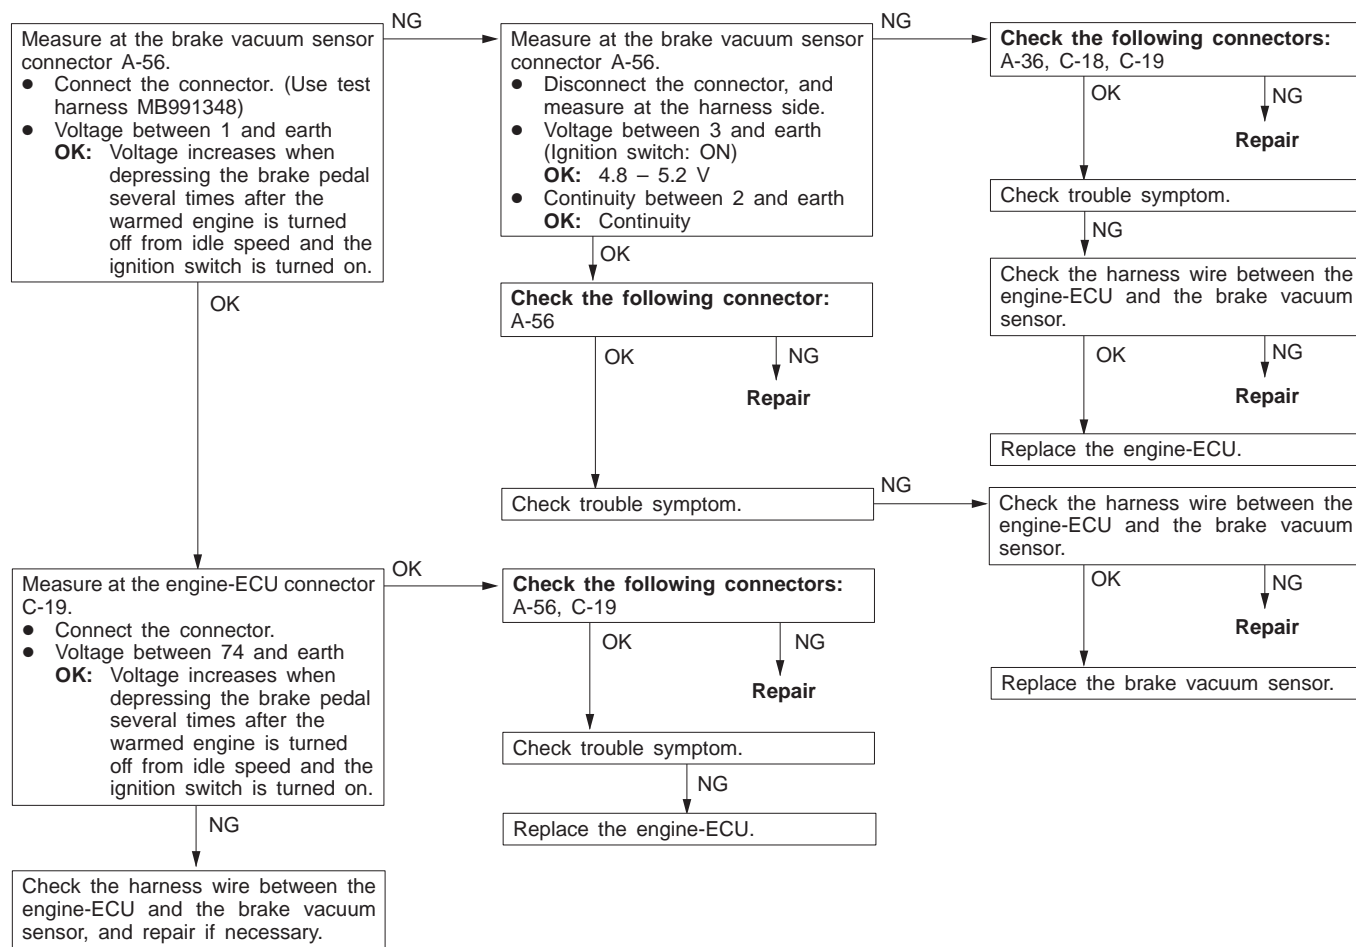 NG
Measure at the brake vacuum sensor
connector A-56.
● Connect the connector. (Use test
harness MB991348)
● Voltage between 1 and earth
OK: Voltage increases when
depressing the brake pedal
several times after the
warmed engine is turned
off from idle speed and the
ignition switch is turned on.
OK
NG
Measure at the brake vacuum sensor
connector A-56.
● Disconnect the connector, and
measure at the harness side.
● Voltage between 3 and earth
(Ignition switch: ON)
OK: 4.8 – 5.2 V
● Continuity between 2 and earth
OK: Continuity
OK
Check the following connector:
A-56
OK
NG
Repair
Check trouble symptom.
NG
Check the following connectors:
A-36, C-18, C-19
OK
NG
Repair
Check trouble symptom.
NG
Check the harness wire between the
engine-ECU and the brake vacuum
sensor.
OK
NG
Repair
Replace the engine-ECU.
Check the harness wire between the
engine-ECU and the brake vacuum
sensor.
OK
NG
Repair
Replace the brake vacuum sensor.
Measure at the engine-ECU connector
C-19.
● Connect the connector.
● Voltage between 74 and earth
OK: Voltage increases when
depressing the brake pedal
several times after the
warmed engine is turned
off from idle speed and the
ignition switch is turned on.
OK
NG
Check the harness wire between the
engine-ECU and the brake vacuum
sensor, and repair if necessary.
Check the following connectors:
A-56, C-19
OK
NG
Repair
Check trouble symptom.
NG
Replace the engine-ECU.